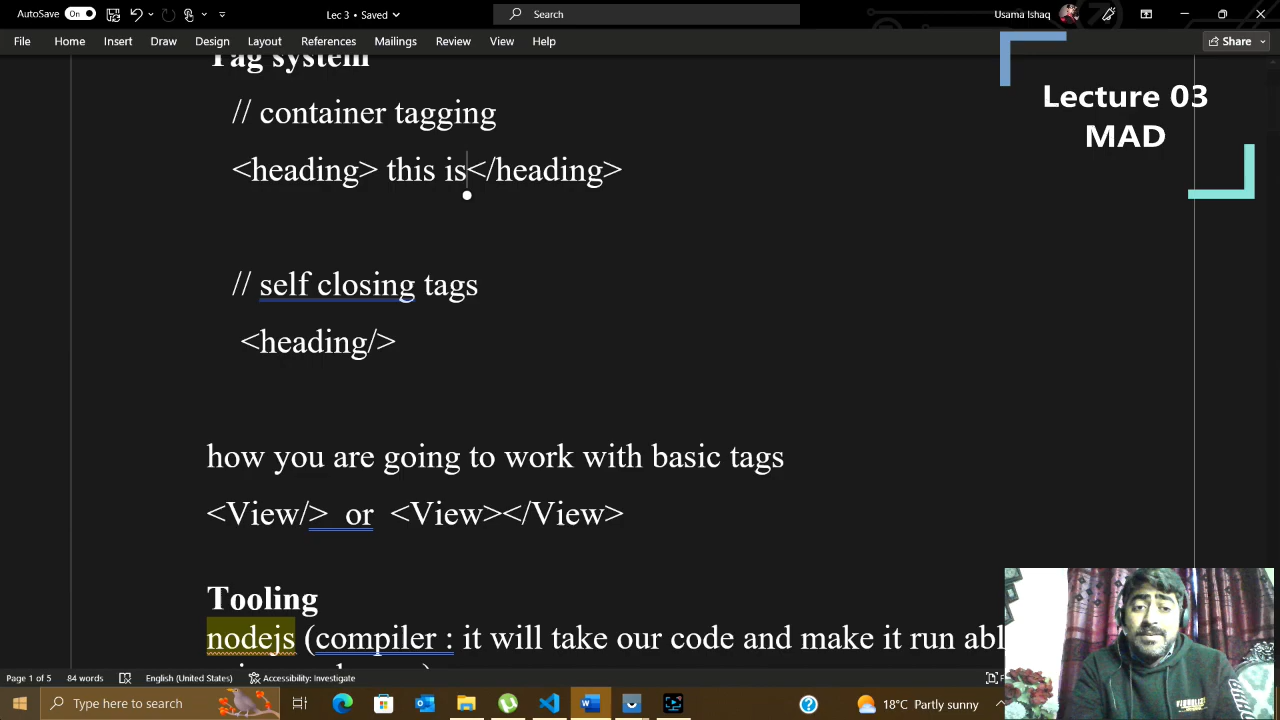 AutoSave On Lec 3 • Saved Search Usama Ishaq
File Home Insert Draw Design Layout References Mailings Review View Help Share
Tag system
Lecture 03
MAD
// container tagging
<heading> this is</heading>
// self closing tags
<heading/>
how you are going to work with basic tags
<View/> or <View></View>
Tooling
nodejs (compiler : it will take our code and make it run abl
Page 1 of 5 84 words English (United States) Accessibility: Investigate
Type here to search 18°C Partly sunny